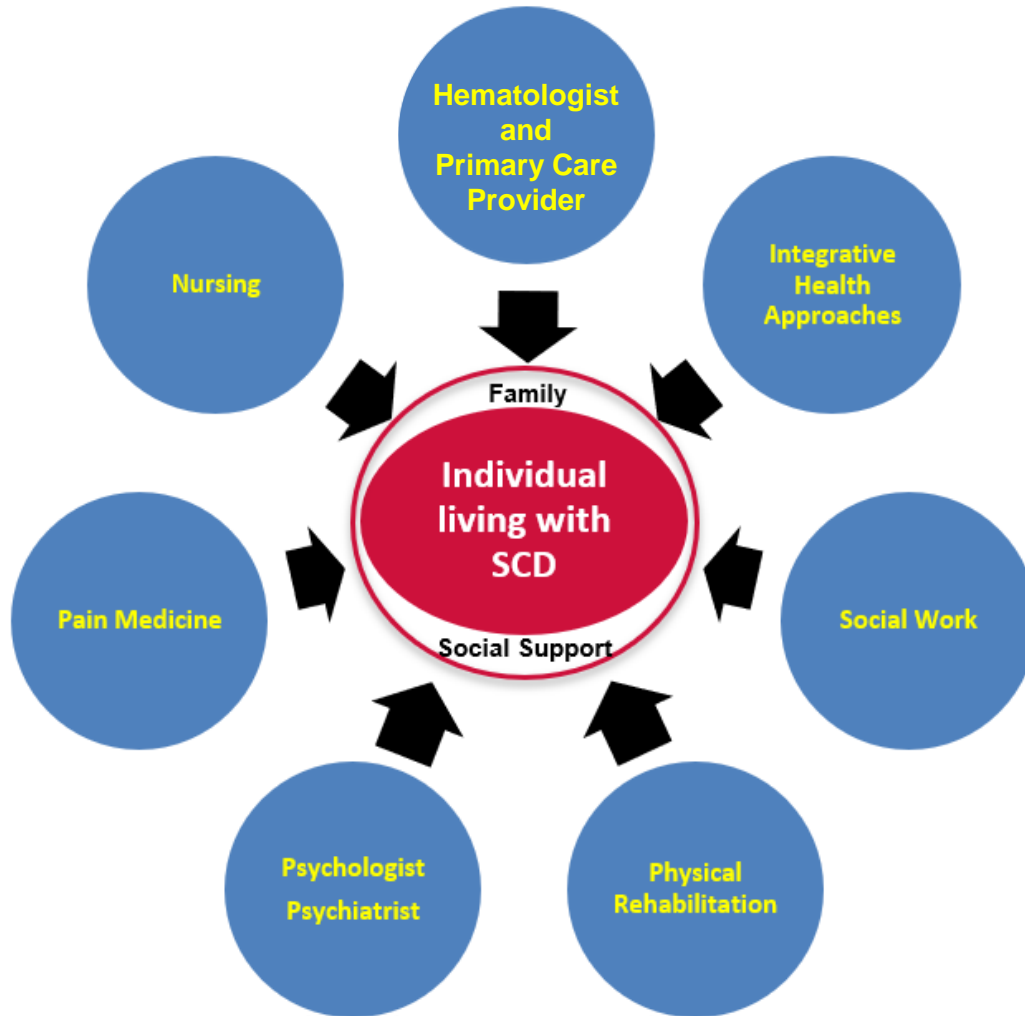 Hematologist
and
Primary Care
Provider
Nursing
Integrative
Health
Approaches
Family
Individual
living with
SCD
Social Support
Pain Medicine
Social Work
Psychologist
Psychiatrist
Physical
Rehabilitation